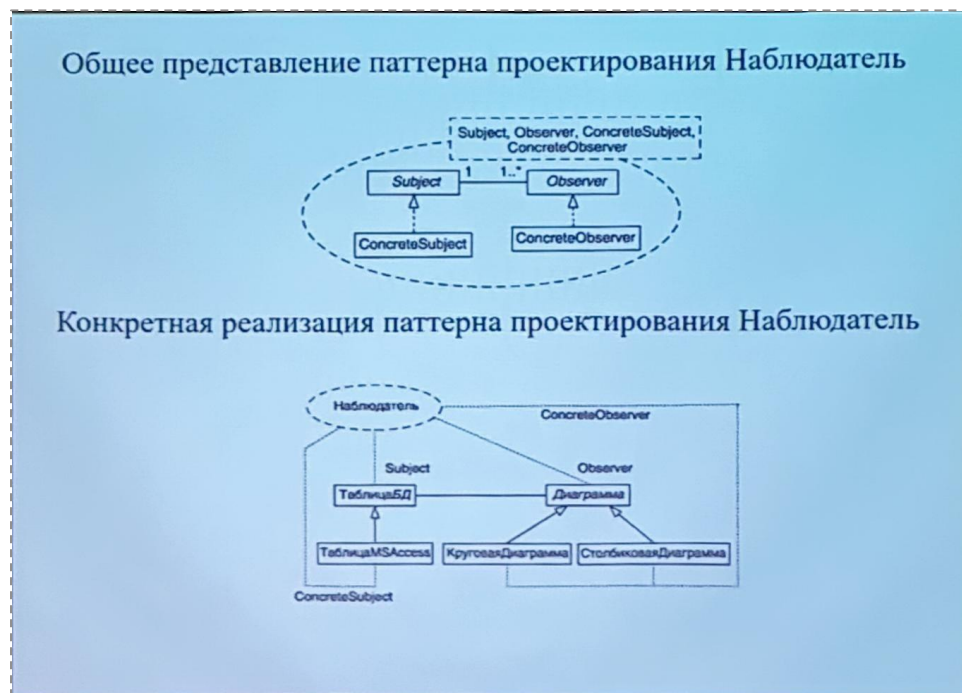 Общее представление паттерна проектирования Наблюдатель
Subject, Observer, ConcreteSubject,
ConcreteObserver
Subject 1 1..* Observer
ConcreteSubject ConcreteObserver
Конкретная реализация паттерна проектирования Наблюдатель
Наблюдатель
ConcreteObserver
Subject Observer
ТаблицаБД Диаграмма
ТаблицаMSAccess КруговаяДиаграмма СтолбиковаяДиаграмма
ConcreteSubject